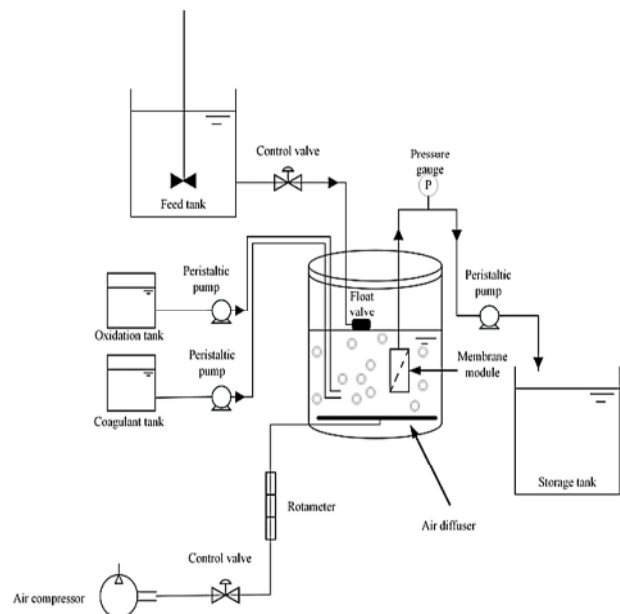 Control valve
Pressure
gauge
P
Feed tank
Peristaltic
pump
Float
valve
Peristaltic
pump
Oxidation tank
Peristaltic
pump
Membrane
module
Coagulant tank
Storage tank
Rotameter
Air diffuser
Control valve
Air compressor